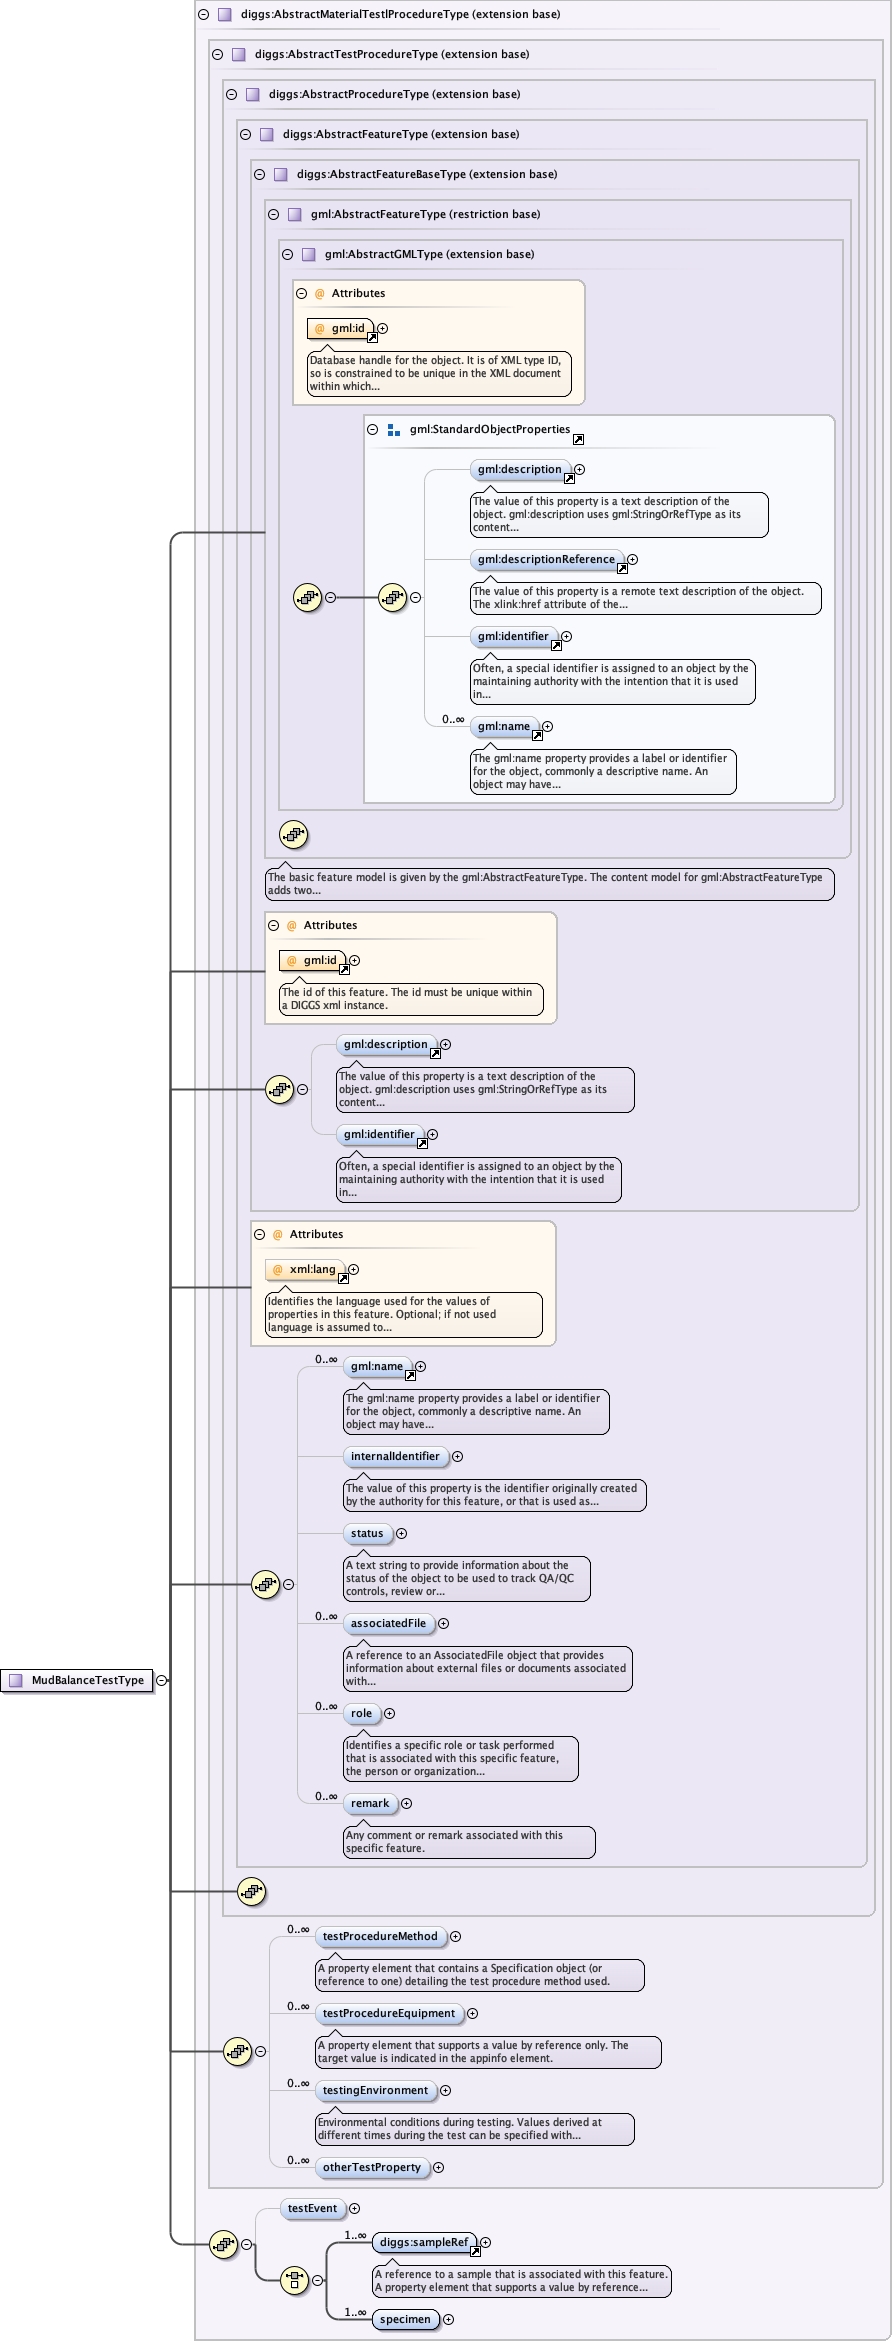 diggs:AbstractMaterialTestlProcedureType (extension base)
diggs:AbstractTestProcedureType (extension base)
diggs:AbstractProcedureType (extension base)
diggs:AbstractFeatureType (extension base)
diggs:AbstractFeatureBaseType (extension base)
gml:AbstractFeatureType (restriction base)
gml:AbstractGMLType (extension base)
@ Attributes
@ gml:id
Database handle for the object. It is of XML type ID,
so is constrained to be unique in the XML document
within which...
gml:StandardObjectProperties
gml:description
The value of this property is a text description of the
object. gml:description uses gml:StringOrRefType as its
content...
gml:descriptionReference
The value of this property is a remote text description of the object.
The xlink:href attribute of the...
gml:identifier
Often, a special identifier is assigned to an object by the
maintaining authority with the intention that it is used
in...
0..∞
gml:name
The gml:name property provides a label or identifier
for the object, commonly a descriptive name. An
object may have...
The basic feature model is given by the gml:AbstractFeatureType. The content model for gml:AbstractFeatureType
adds two...
@ Attributes
@ gml:id
The id of this feature. The id must be unique within
a DIGGS xml instance.
gml:description
The value of this property is a text description of the
object. gml:description uses gml:StringOrRefType as its
content...
gml:identifier
Often, a special identifier is assigned to an object by the
maintaining authority with the intention that it is used
in...
@ Attributes
@ xml:lang
Identifies the language used for the values of
properties in this feature. Optional; if not used
language is assumed to...
0..∞
gml:name
The gml:name property provides a label or identifier
for the object, commonly a descriptive name. An
object may have...
internalIdentifier
The value of this property is the identifier originally created
by the authority for this feature, or that is used as...
status
A text string to provide information about the
status of the object to be used to track QA/QC
controls, review or...
0..∞
associatedFile
A reference to an AssociatedFile object that provides
information about external files or documents associated
with...
MudBalanceTestType
0..∞
role
Identifies a specific role or task performed
that is associated with this specific feature,
the person or organization...
0..∞
remark
Any comment or remark associated with this
specific feature.
0..∞
testProcedureMethod
A property element that contains a Specification object (or
reference to one) detailing the test procedure method used.
0..∞
testProcedureEquipment
A property element that supports a value by reference only. The
target value is indicated in the appinfo element.
0..∞
testingEnvironment
Environmental conditions during testing. Values derived at
different times during the test can be specified with...
0..∞
otherTestProperty
testEvent
1..∞
diggs:sampleRef
A reference to a sample that is associated with this feature.
A property element that supports a value by reference...
1..∞
specimen